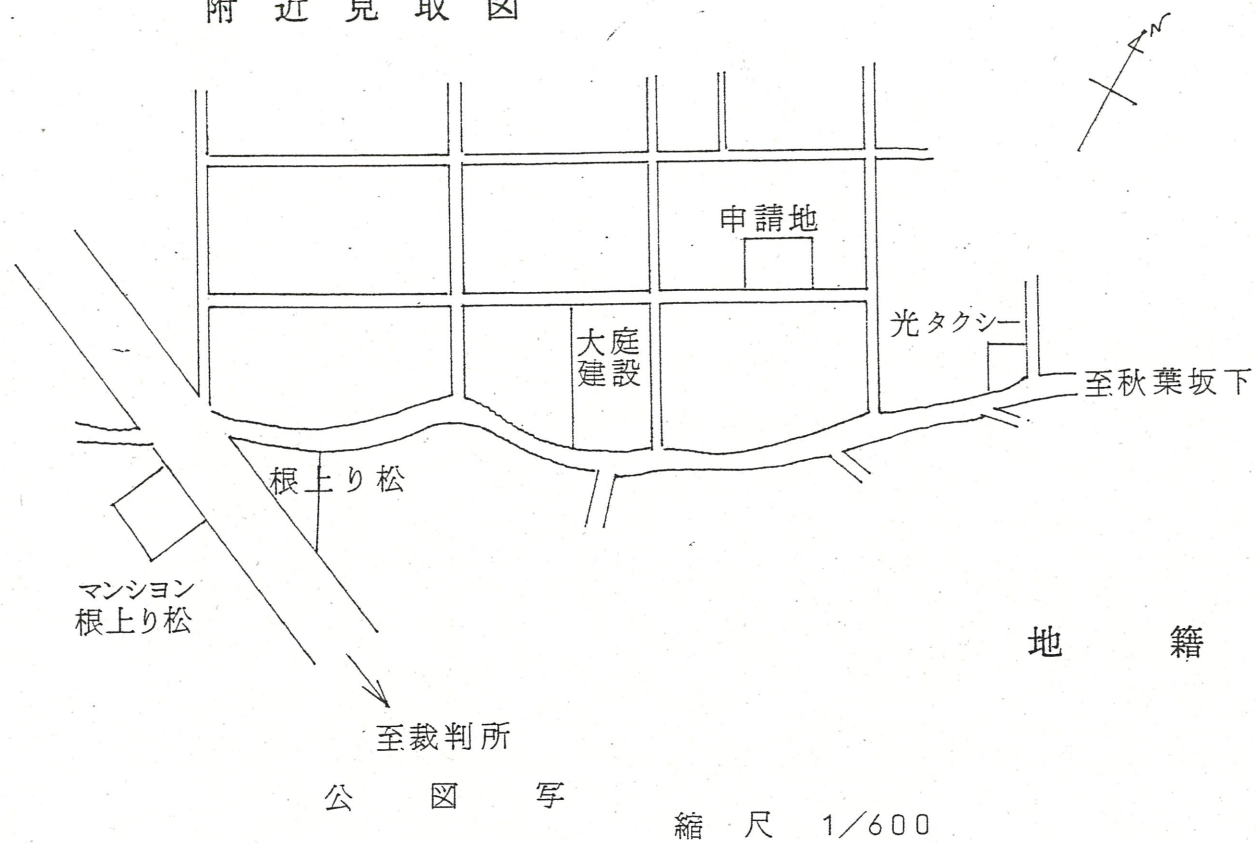 附近見取図
N
申請地
光タクシー
大庭
建設
至秋葉坂下
根上り松
マンション
根上り松
地籍
至裁判所
公図写
縮尺 1/600